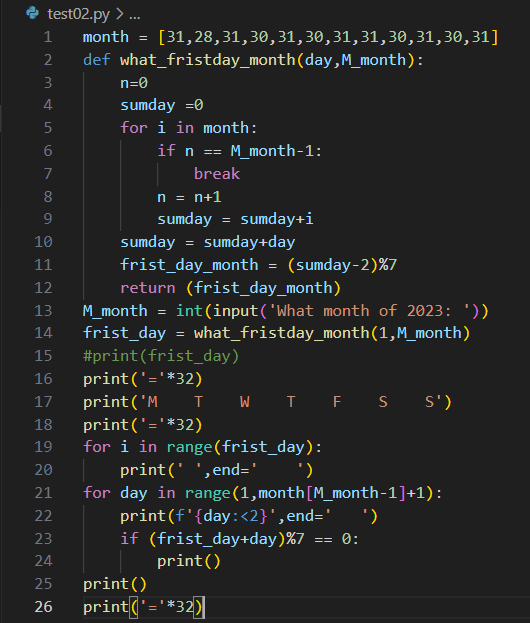 test02.py > ...
1 month = [31,28,31,30,31,30,31,31,30,31,30,31]
2 def what_fristday_month(day,M_month):
3     n=0
4     sumday =0
5     for i in month:
6         if n == M_month-1:
7             break
8         n = n+1
9         sumday = sumday+i
10     sumday = sumday+day
11     frist_day_month = (sumday-2)%7
12     return (frist_day_month)
13 M_month = int(input('What month of 2023: '))
14 frist_day = what_fristday_month(1,M_month)
15 #print(frist_day)
16 print('='*32)
17 print('M    T    W    T    F    S    S')
18 print('='*32)
19 for i in range(frist_day):
20     print(' ',end='    ')
21 for day in range(1,month[M_month-1]+1):
22     print(f'{day:<2}',end='   ')
23     if (frist_day+day)%7 == 0:
24         print()
25 print()
26 print('='*32)